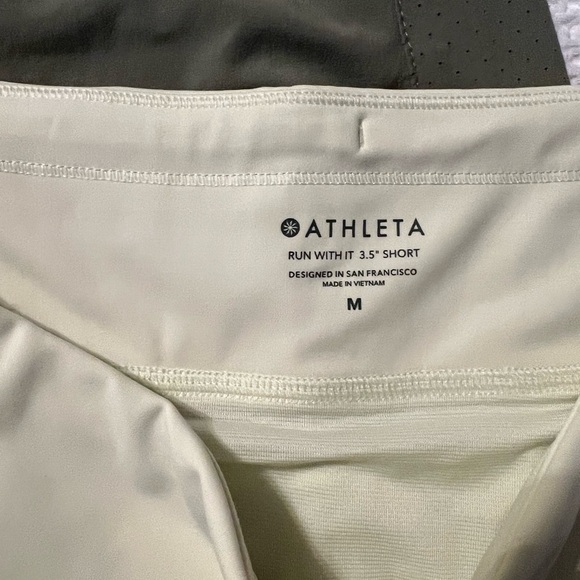 ATHLETA
RUN WITH IT 3.5" SHORT
DESIGNED IN SAN FRANCISCO
MADE IN VIETNAM
M